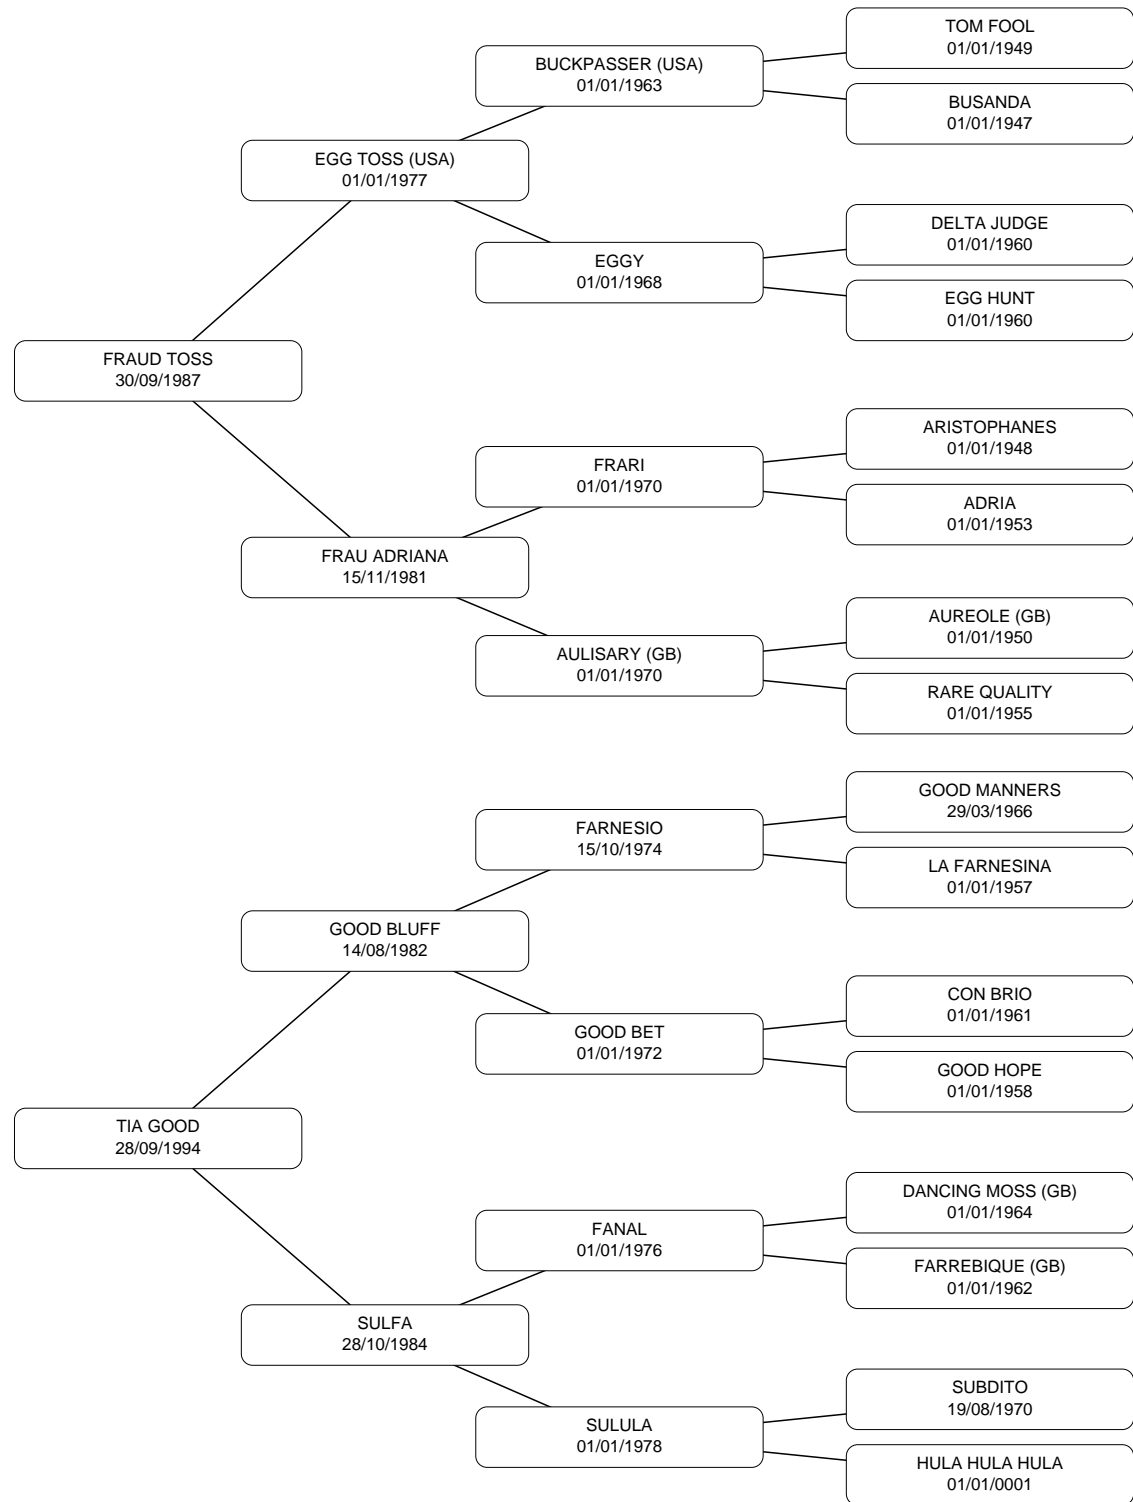 TOM FOOL
01/01/1949
BUCKPASSER (USA)
01/01/1963
BUSANDA
01/01/1947
EGG TOSS (USA)
01/01/1977
DELTA JUDGE
01/01/1960
EGGY
01/01/1968
EGG HUNT
01/01/1960
FRAUD TOSS
30/09/1987
ARISTOPHANES
01/01/1948
FRARI
01/01/1970
ADRIA
01/01/1953
FRAU ADRIANA
15/11/1981
AUREOLE (GB)
01/01/1950
AULISARY (GB)
01/01/1970
RARE QUALITY
01/01/1955
GOOD MANNERS
29/03/1966
FARNESIO
15/10/1974
LA FARNESINA
01/01/1957
GOOD BLUFF
14/08/1982
CON BRIO
01/01/1961
GOOD BET
01/01/1972
GOOD HOPE
01/01/1958
TIA GOOD
28/09/1994
DANCING MOSS (GB)
01/01/1964
FANAL
01/01/1976
FARREBIQUE (GB)
01/01/1962
SULFA
28/10/1984
SUBDITO
19/08/1970
SULULA
01/01/1978
HULA HULA HULA
01/01/0001